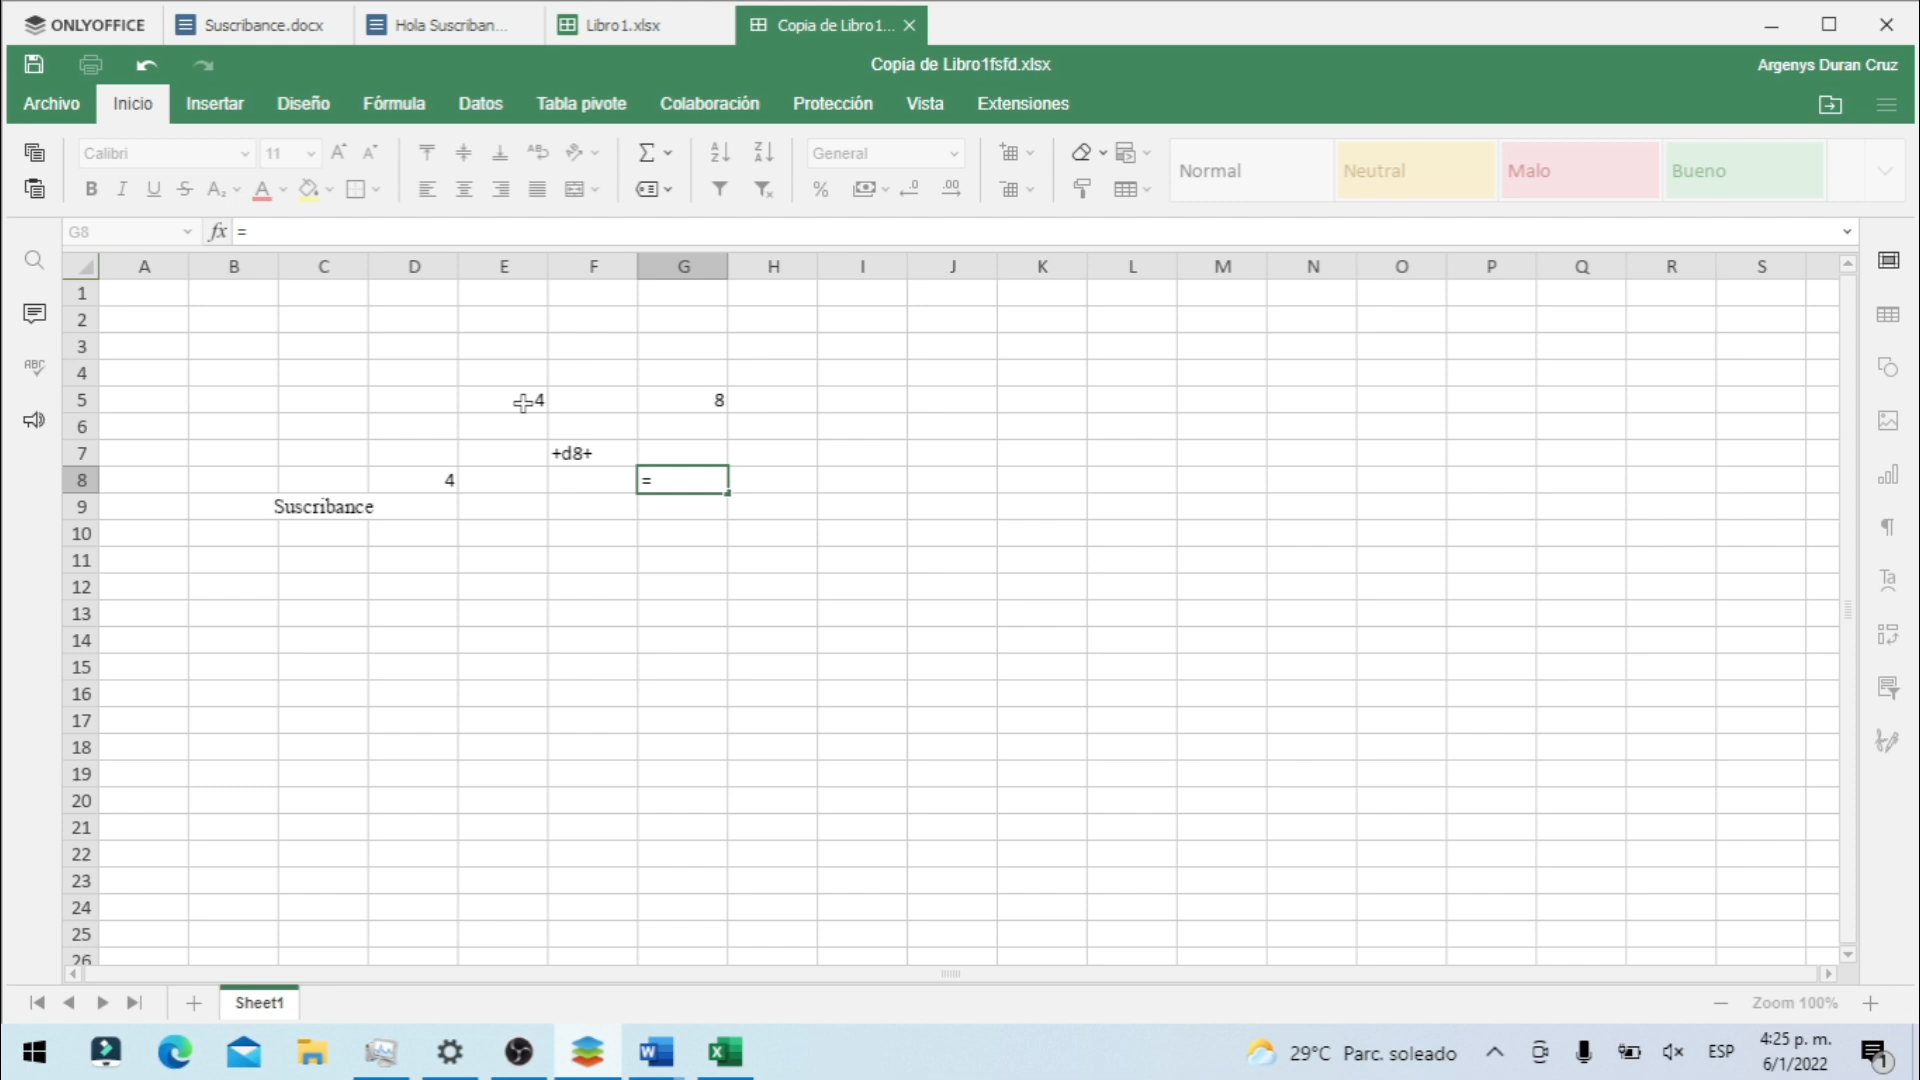 ONLYOFFICE
Suscribance.docx
Hola Suscriban...
Libro1.xlsx
Copia de Libro1...
Copia de Libro1fsfd.xlsx
Argenys Duran Cruz
Archivo Inicio Insertar Diseño Fórmula Datos Tabla pivote Colaboración Protección Vista Extensiones
Calibri 11 General
Normal Neutral Malo Bueno
G8 fx =
A B C D E F G H I J K L M N O P Q R S
1
2
3
4
5 4 8
6
7 +d8+
8 4 =
9 Suscribance
10
11
12
13
14
15
16
17
18
19
20
21
22
23
24
25
26
Sheet1
Zoom 100%
29°C Parc. soleado
ESP
4:25 p. m.
6/1/2022
1